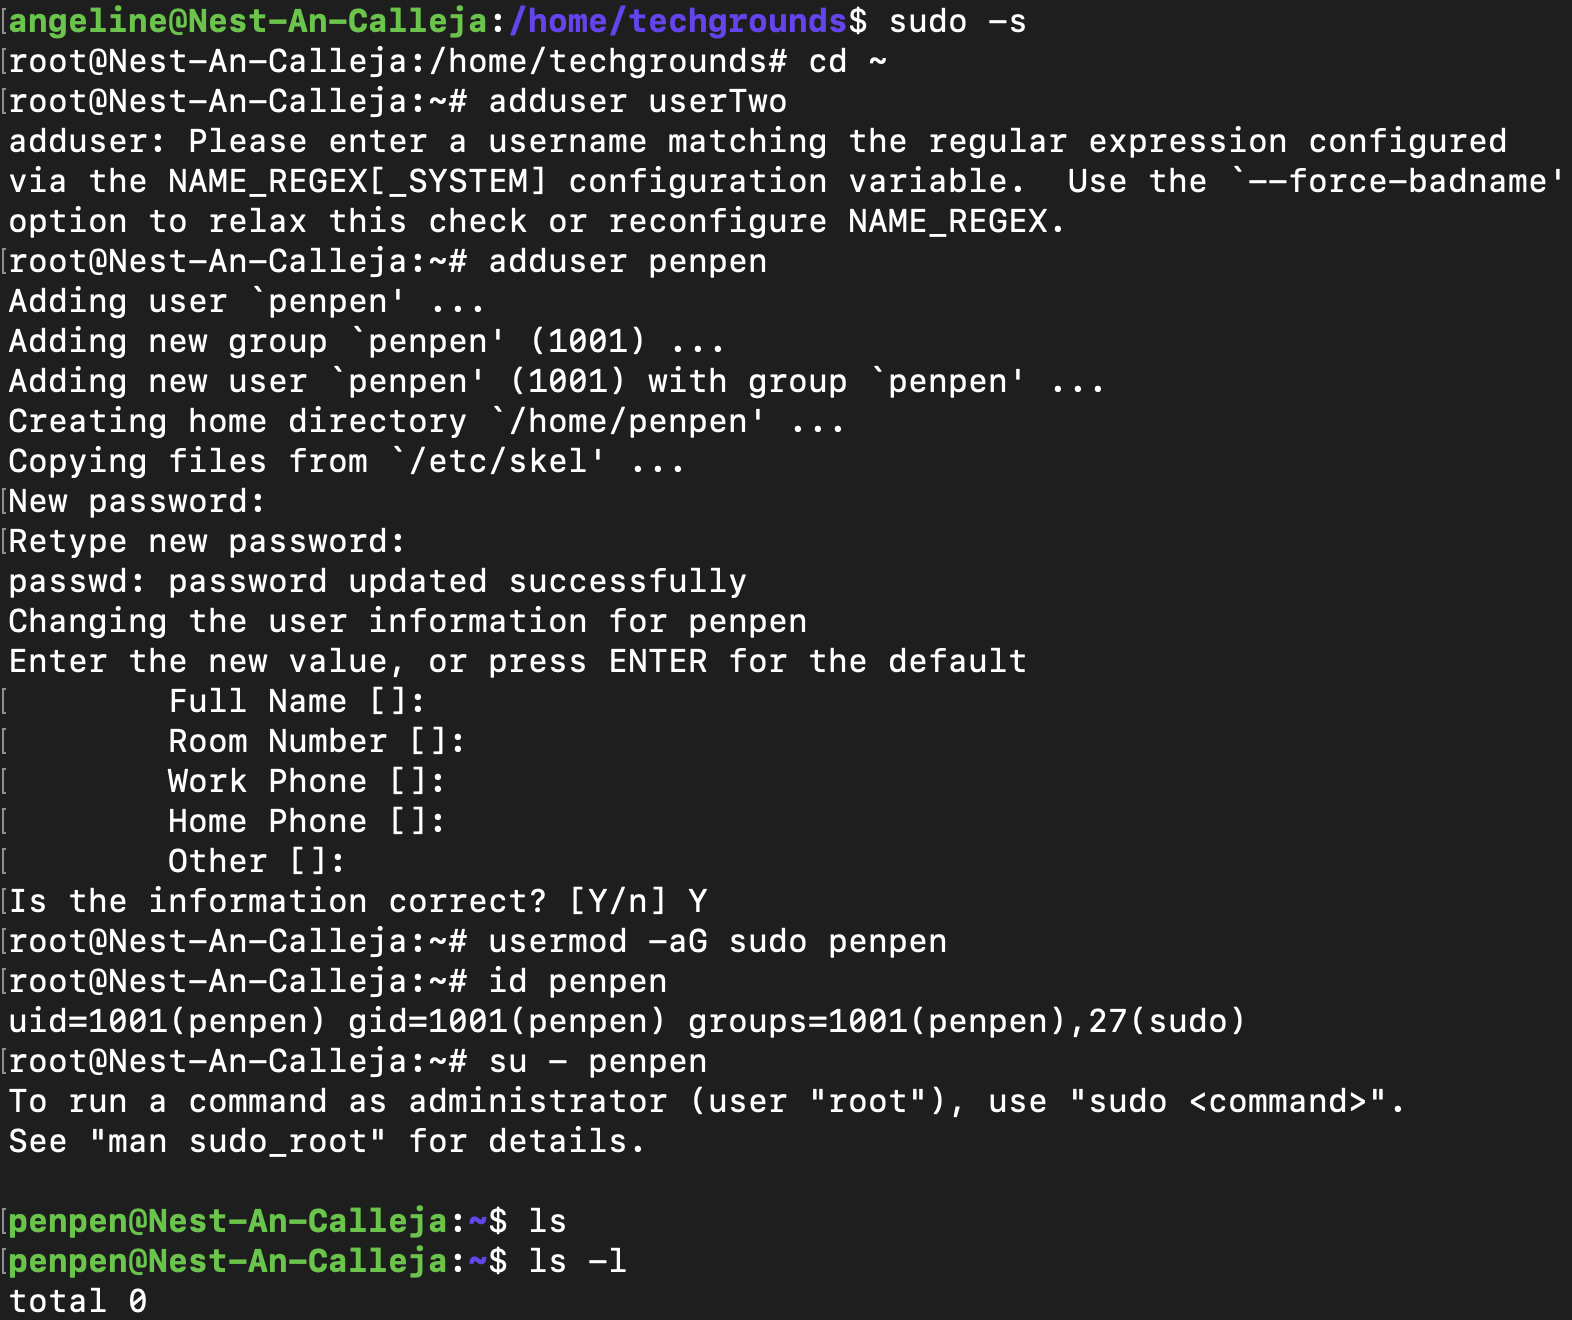 [angeline@Nest-An-Calleja:/home/techgrounds$ sudo -s
[root@Nest-An-Calleja:/home/techgrounds# cd ~
[root@Nest-An-Calleja:~# adduser userTwo
adduser: Please enter a username matching the regular expression configured
via the NAME_REGEX[_SYSTEM] configuration variable.  Use the `--force-badname'
option to relax this check or reconfigure NAME_REGEX.
[root@Nest-An-Calleja:~# adduser penpen
Adding user `penpen' ...
Adding new group `penpen' (1001) ...
Adding new user `penpen' (1001) with group `penpen' ...
Creating home directory `/home/penpen' ...
Copying files from `/etc/skel' ...
[New password:
[Retype new password:
passwd: password updated successfully
Changing the user information for penpen
Enter the new value, or press ENTER for the default
[        Full Name []:
[        Room Number []:
[        Work Phone []:
[        Home Phone []:
[        Other []:
[Is the information correct? [Y/n] Y
[root@Nest-An-Calleja:~# usermod -aG sudo penpen
[root@Nest-An-Calleja:~# id penpen
uid=1001(penpen) gid=1001(penpen) groups=1001(penpen),27(sudo)
[root@Nest-An-Calleja:~# su - penpen
To run a command as administrator (user "root"), use "sudo <command>".
See "man sudo_root" for details.

[penpen@Nest-An-Calleja:~$ ls
[penpen@Nest-An-Calleja:~$ ls -l
total 0